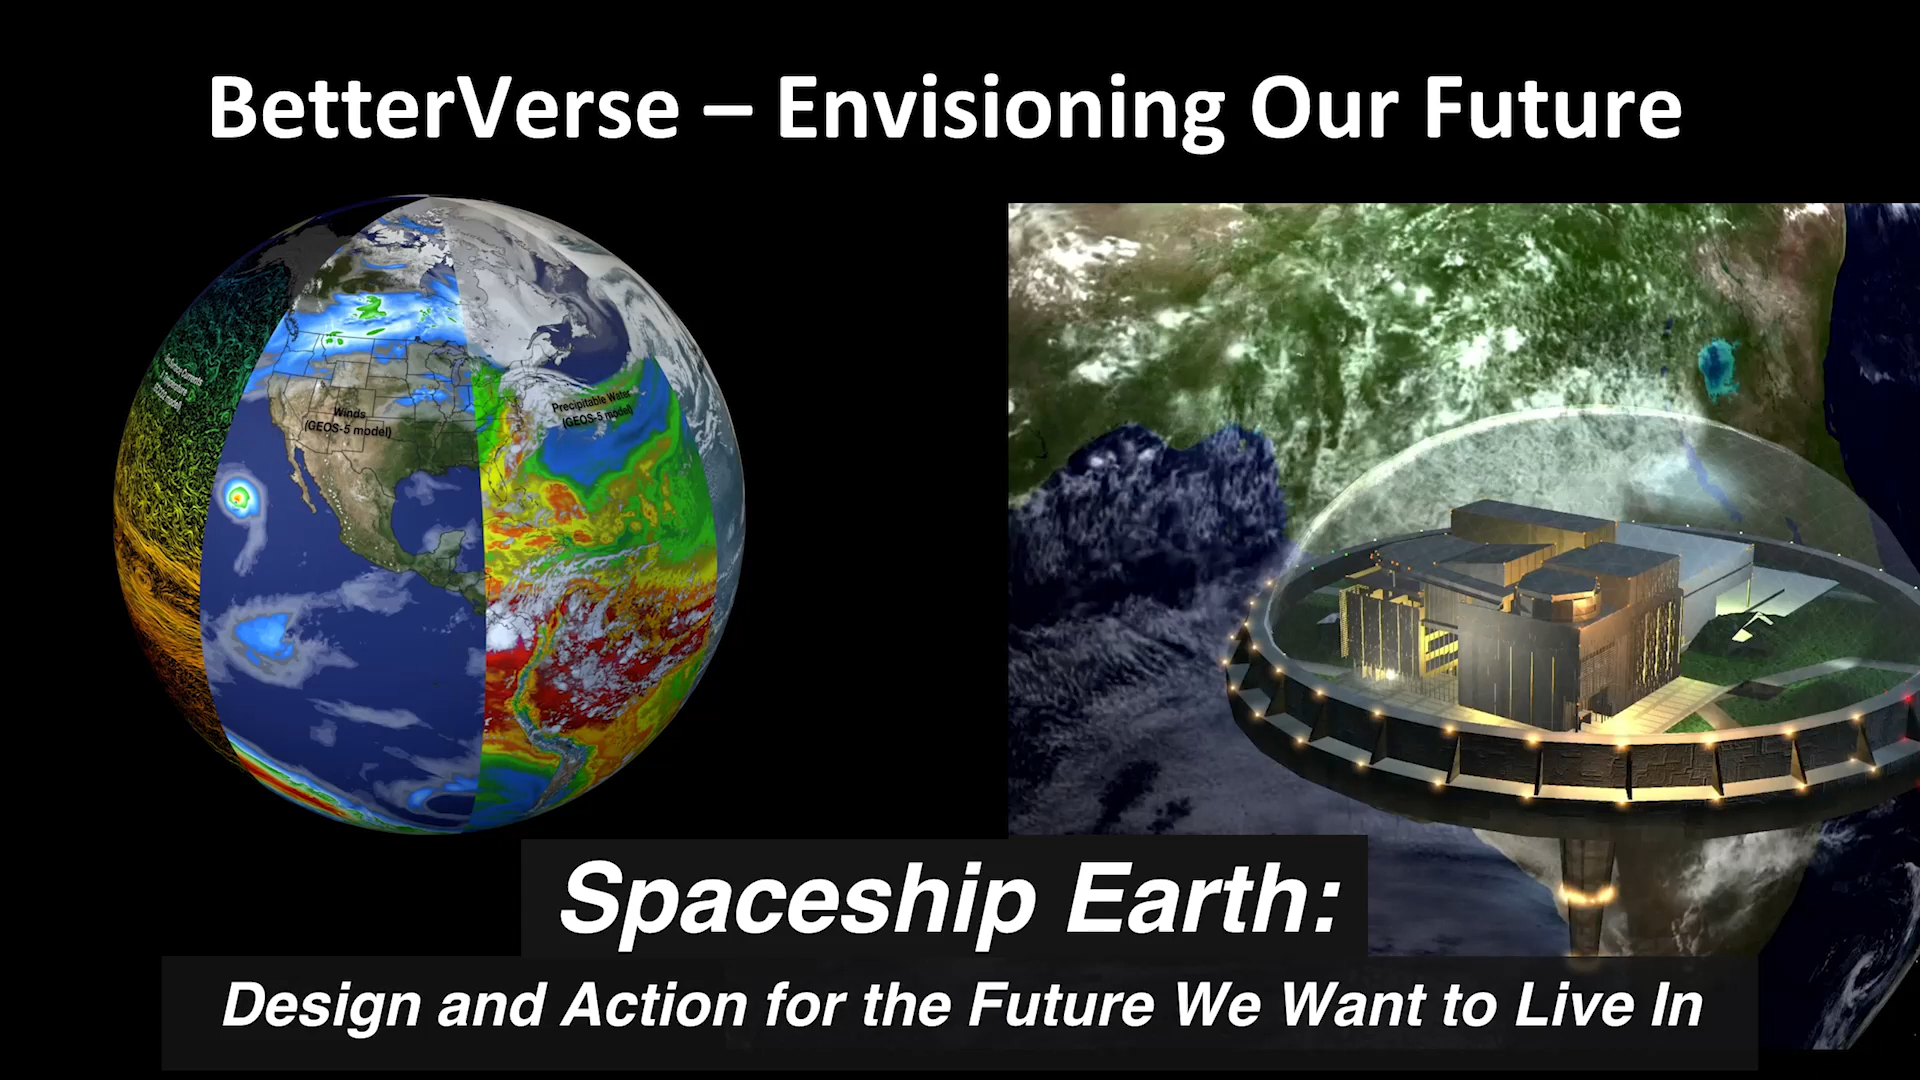 BetterVerse – Envisioning Our Future
Winds
(GEOS-5 model)
Precipitable Water
(GEOS-5 model)
Spaceship Earth:
Design and Action for the Future We Want to Live In